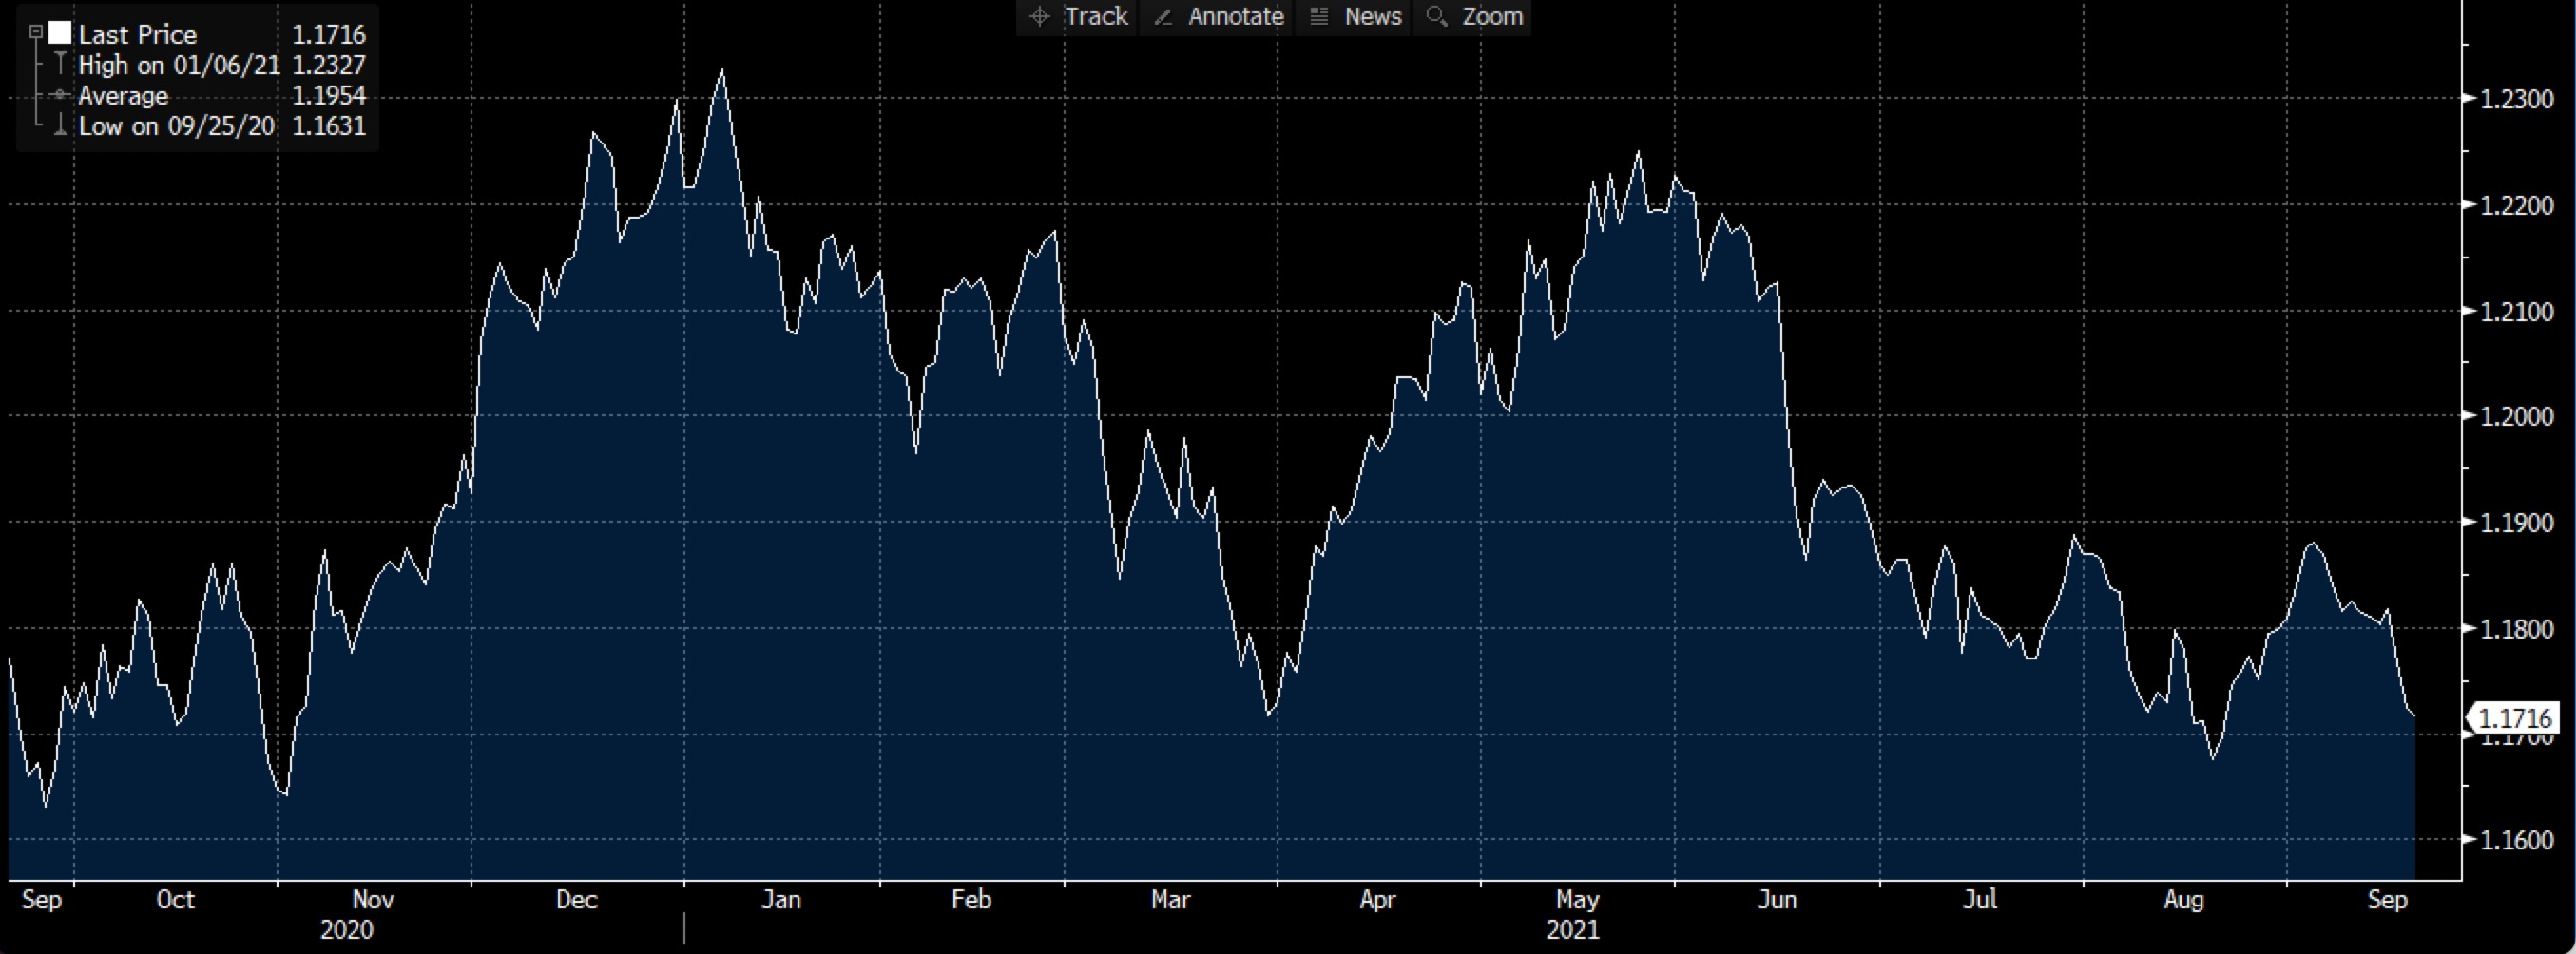 Track Annotate News Zoom
Last Price 1.1716
High on 01/06/21 1.2327
Average 1.1954
Low on 09/25/20 1.1631
1.2300
1.2200
1.2100
1.2000
1.1900
1.1800
1.1716
1.1700
1.1600
Sep Oct Nov Dec Jan Feb Mar Apr May Jun Jul Aug Sep
2020 2021